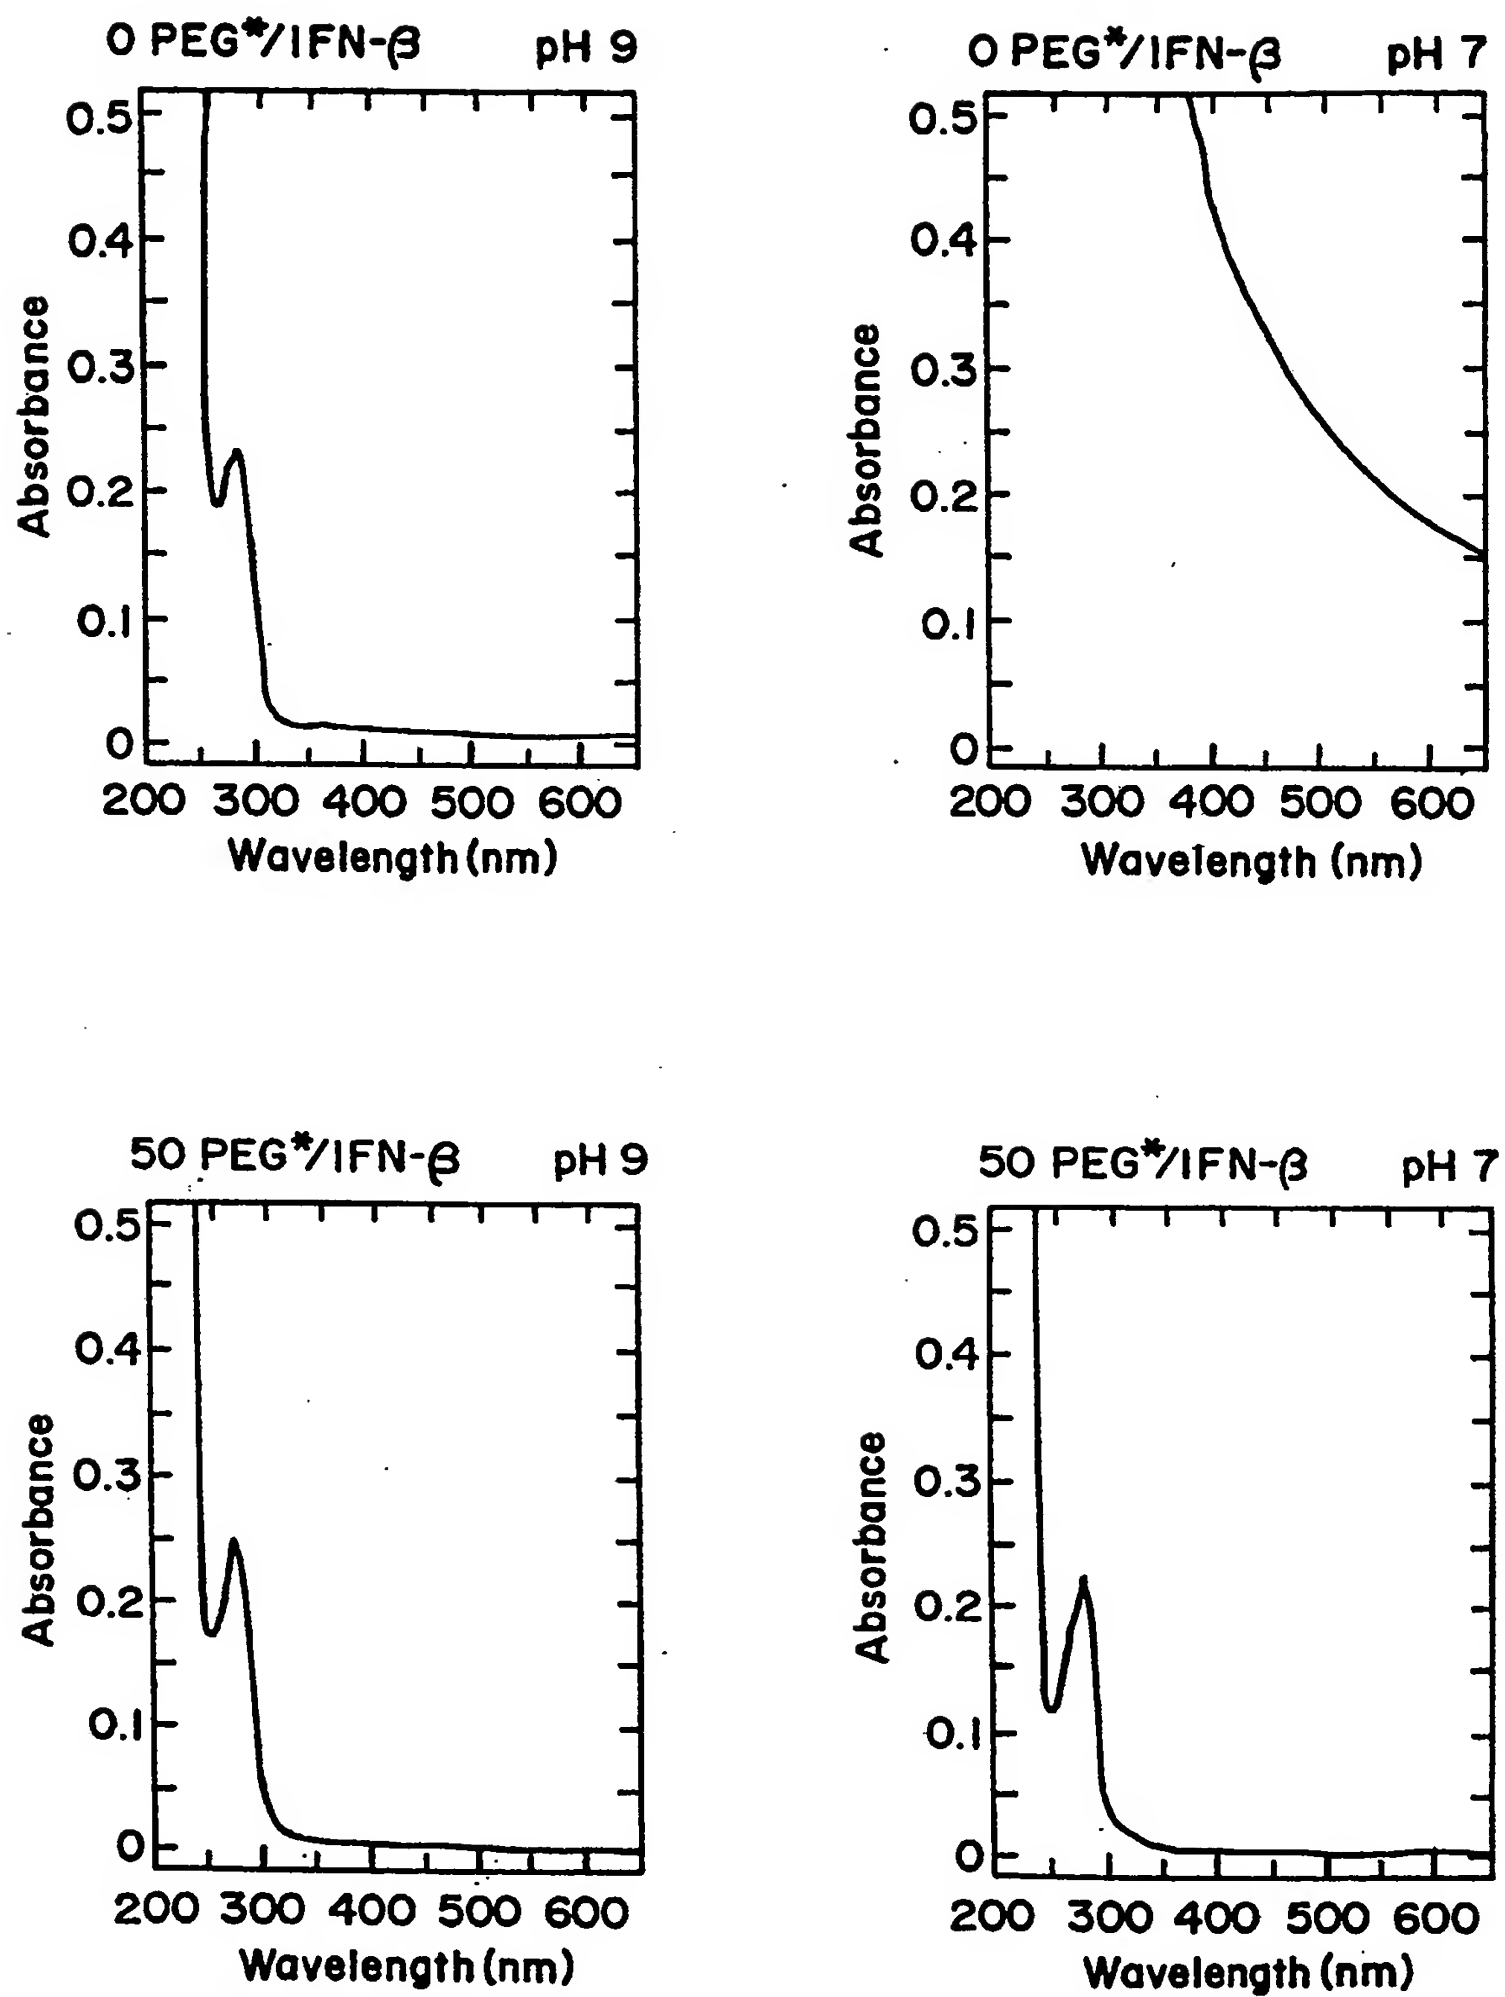 0 PEG*/IFN-β pH 9
0.5
0.4
0.3
0.2
0.1
0
Absorbance
200 300 400 500 600
Wavelength (nm)
0 PEG*/IFN-β pH 7
0.5
0.4
0.3
0.2
0.1
0
Absorbance
200 300 400 500 600
Wavelength (nm)
50 PEG*/IFN-β pH 9
0.5
0.4
0.3
0.2
0.1
0
Absorbance
200 300 400 500 600
Wavelength (nm)
50 PEG*/IFN-β pH 7
0.5
0.4
0.3
0.2
0.1
0
Absorbance
200 300 400 500 600
Wavelength (nm)